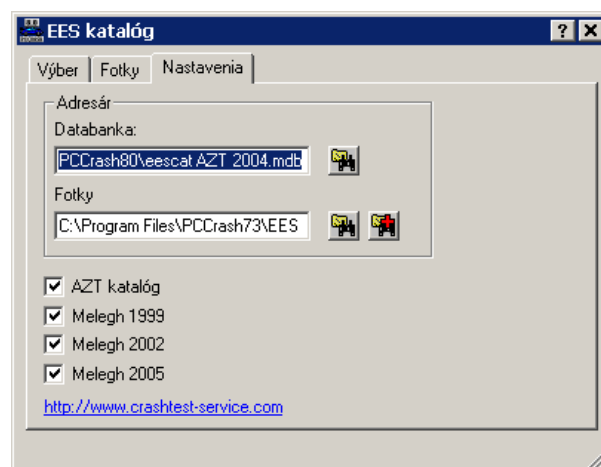 EES katalóg
Výber Fotky Nastavenia
Adresár
Databanka:
PCCrash80\eescat AZT 2004.mdb
Fotky
C:\Program Files\PCCrash73\EES
AZT katalóg
Melegh 1999
Melegh 2002
Melegh 2005
http://www.crashtest-service.com